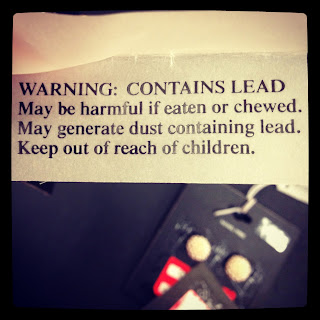 WARNING: CONTAINS LEAD
May be harmful if eaten or chewed.
May generate dust containing lead.
Keep out of reach of children.